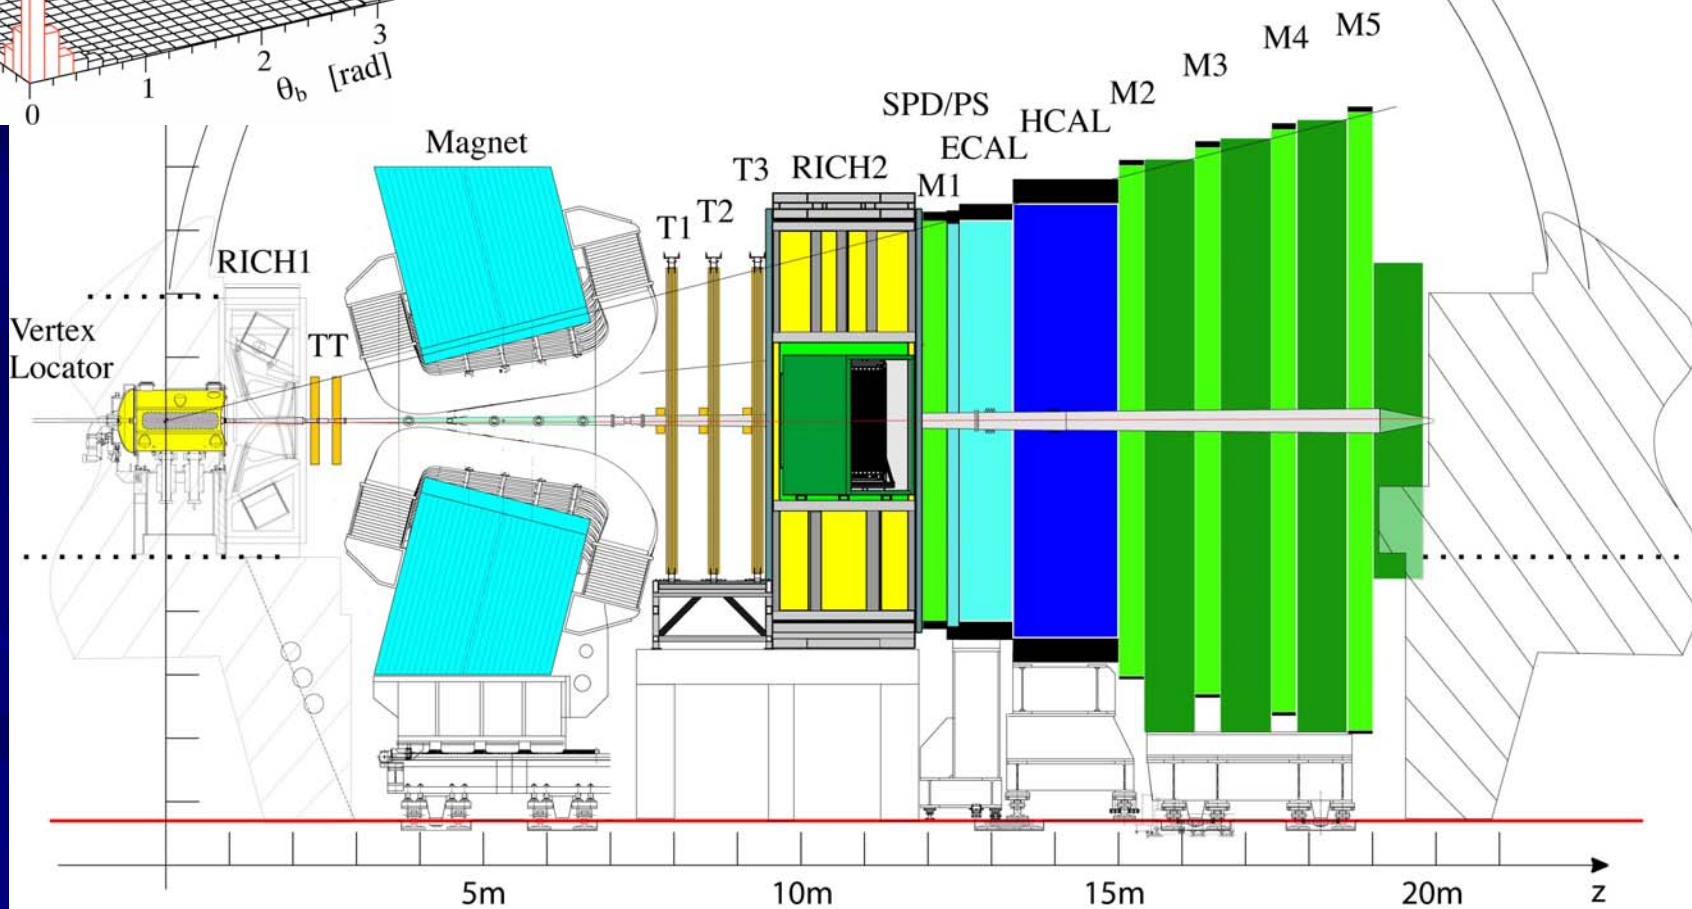 3
2
1
0
θb [rad]
M5
M4
M3
M2
SPD/PS
HCAL
ECAL
Magnet
T3
RICH2
M1
T2
T1
RICH1
Vertex
Locator
TT
5m
10m
15m
20m
z